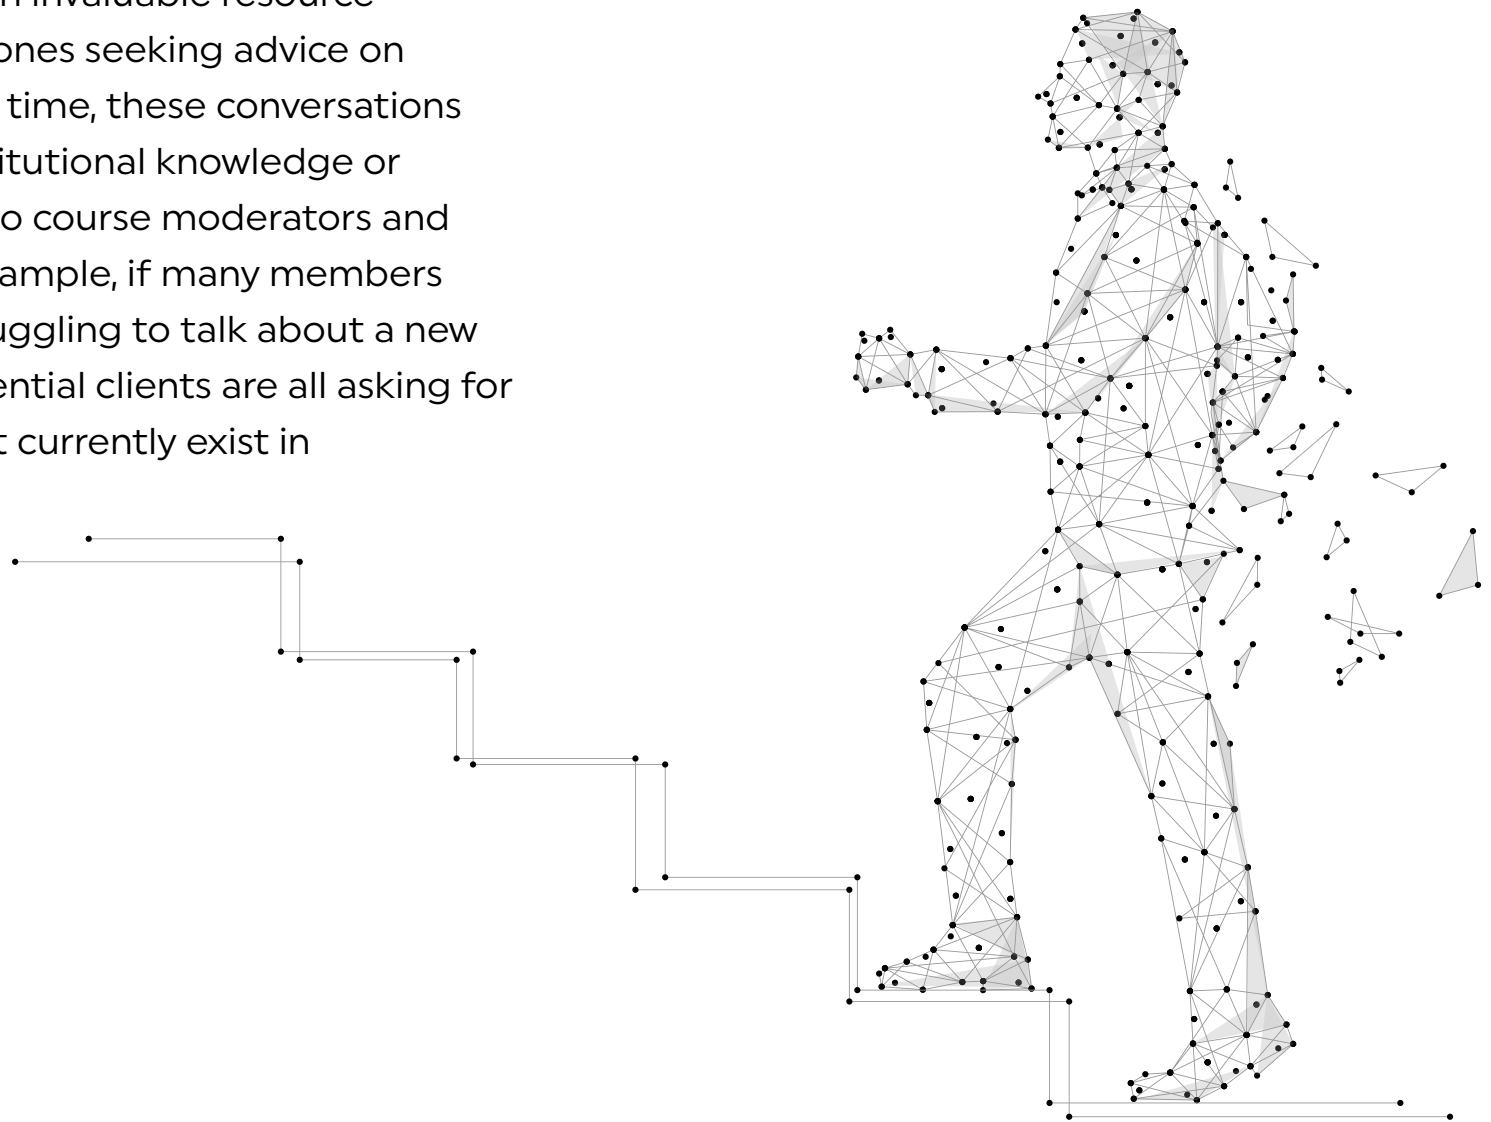 invaluable resource
ones seeking advice on
time, these conversations
itutional knowledge or
o course moderators and
ample, if many members
uggling to talk about a new
ential clients are all asking for
t currently exist in